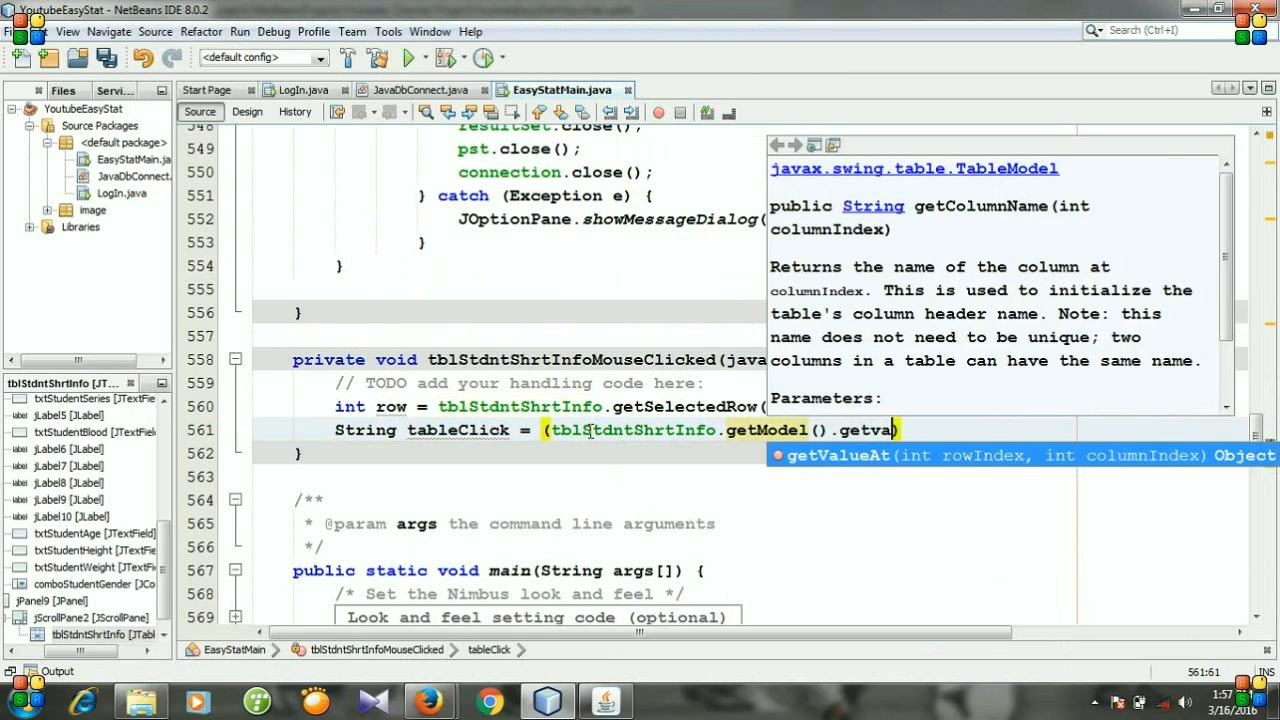 YoutubeEasyStat - NetBeans IDE 8.0.2
View Navigate Source Refactor Run Debug Profile Team Tools Window Help
Search (Ctrl+I)
<default config>
Files Servi...
Start Page LogIn.java JavaDbConnect.java EasyStatMain.java
Source Design History
YoutubeEasyStat
Source Packages
<default package>
EasyStatMain.ja
JavaDbConnect.
LogIn.java
image
Libraries
548 resultSet.close();
549 pst.close();
550 connection.close();
551 } catch (Exception e) {
552 JOptionPane.showMessageDialog(
553 }
554 }
555
556 }
557
558 private void tblStdntShrtInfoMouseClicked(java
559 // TODO add your handling code here:
560 int row = tblStdntShrtInfo.getSelectedRow(
561 String tableClick = (tblStdntShrtInfo.getModel().getva)
562 }
563
564 /**
565 * @param args the command line arguments
566 */
567 public static void main(String args[]) {
568 /* Set the Nimbus look and feel */
569 Look and feel setting code (optional)
javax.swing.table.TableModel
public String getColumnName(int
columnIndex)
Returns the name of the column at
columnIndex. This is used to initialize the
table's column header name. Note: this
name does not need to be unique; two
columns in a table can have the same name.
Parameters:
getValueAt(int rowIndex, int columnIndex) Object
tblStdntShrtInfo [JT...
txtStudentSeries [JTextF
jLabel5 [JLabel]
txtStudentBlood [JTextF
jLabel6 [JLabel]
jLabel7 [JLabel]
jLabel8 [JLabel]
jLabel9 [JLabel]
jLabel10 [JLabel]
txtStudentAge [JTextField]
txtStudentHeight [JTextFie
txtStudentWeight [JTextFie
comboStudentGender [JCo
jPanel9 [JPanel]
jScrollPane2 [JScrollPane]
tblStdntShrtInfo [JTab
EasyStatMain tblStdntShrtInfoMouseClicked tableClick
Output
561:61 INS
1:57
3/16/2016